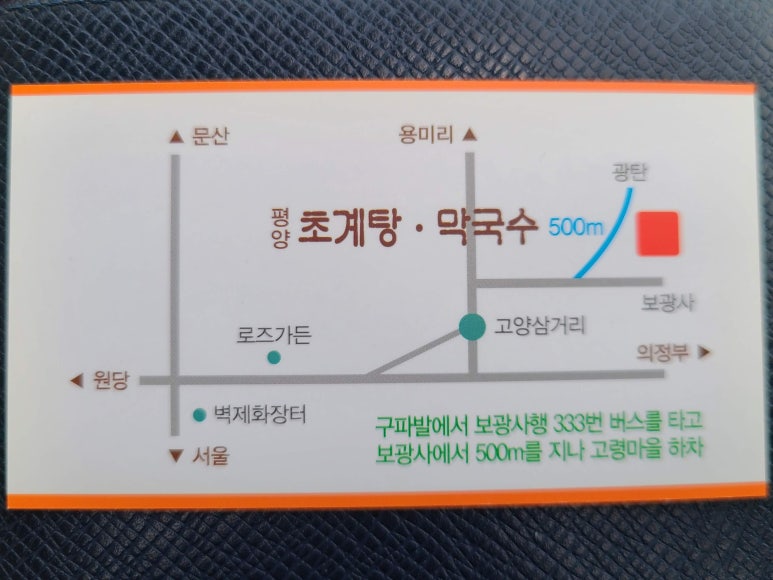 ▲ 문산
용미리 ▲
광탄
평양 초계탕 · 막국수 500m
보광사
고양삼거리
로즈가든
의정부 ▶
◀ 원당
벽제화장터
구파발에서 보광사행 333번 버스를 타고
보광사에서 500m를 지나 고령마을 하차
▼ 서울